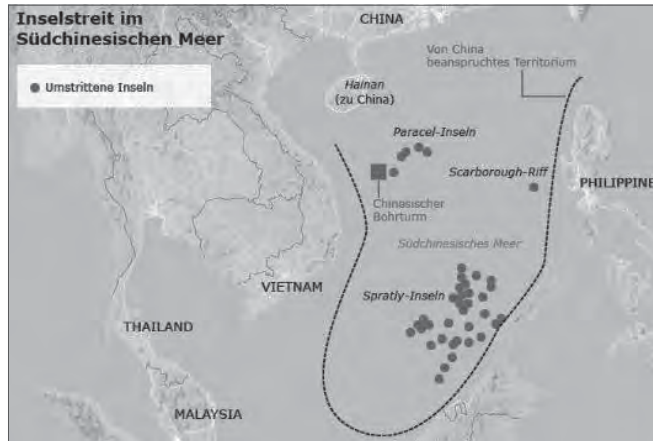 Inselstreit im
Südchinesischen Meer
Umstrittene Inseln
CHINA
Von China
beanspruchtes Territorium
Hainan
(zu China)
Paracel-Inseln
Scarborough-Riff
PHILIPPINE
Chinesischer
Bohrturm
Südchinesisches Meer
VIETNAM
Spratly-Inseln
THAILAND
MALAYSIA